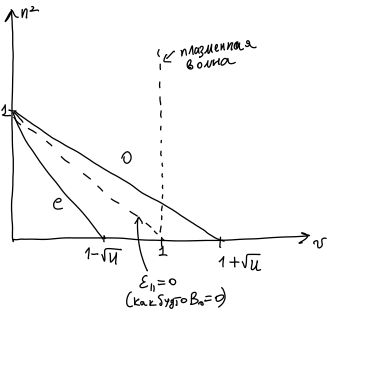 n²
плазменная
волна
1
o
e
v
1-√u
1
1+√u
ε∥=0
(как будто B₀=0)